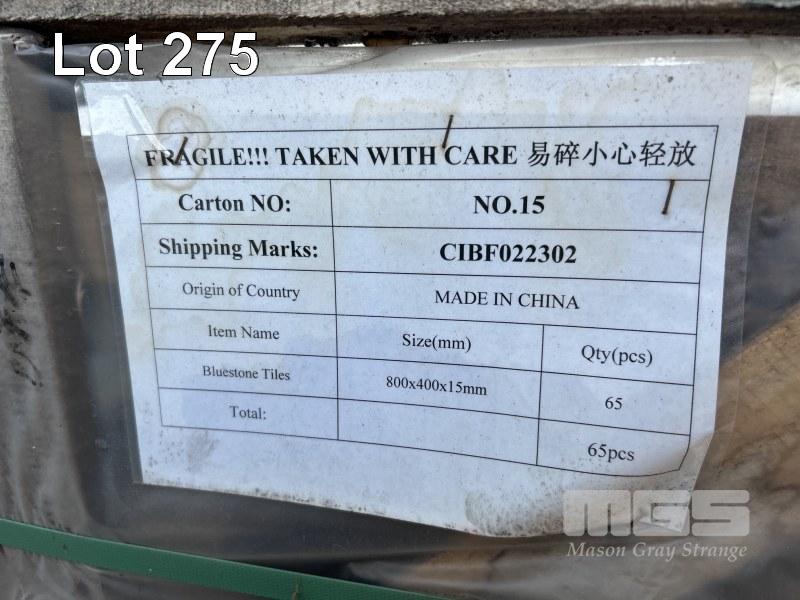 Lot 275
FRAGILE!!! TAKEN WITH CARE 易碎小心轻放
Carton NO: NO.15
Shipping Marks: CIBF022302
Origin of Country MADE IN CHINA
Item Name Size(mm) Qty(pcs)
Bluestone Tiles 800x400x15mm 65
Total: 65pcs
MGS
Mason Gray Strange